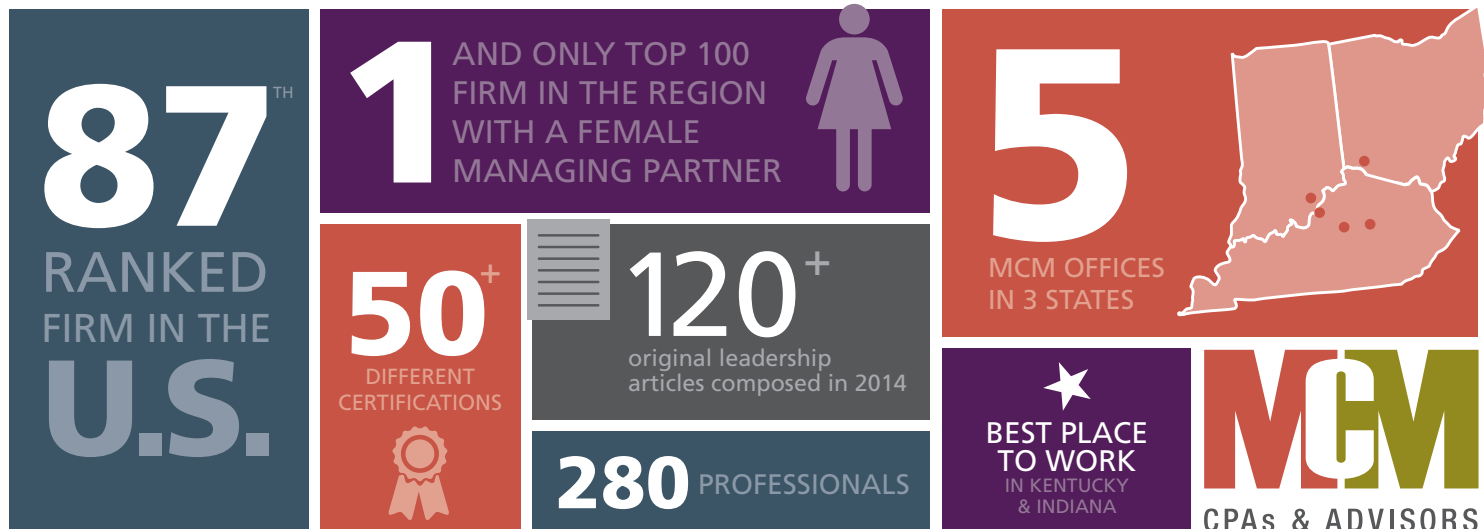 87TH
RANKED
FIRM IN THE
U.S.
1
AND ONLY TOP 100
FIRM IN THE REGION
WITH A FEMALE
MANAGING PARTNER
50+
DIFFERENT
CERTIFICATIONS
120+
original leadership
articles composed in 2014
280 PROFESSIONALS
5
MCM OFFICES
IN 3 STATES
BEST PLACE
TO WORK
IN KENTUCKY
& INDIANA
MCM
CPAs & ADVISORS